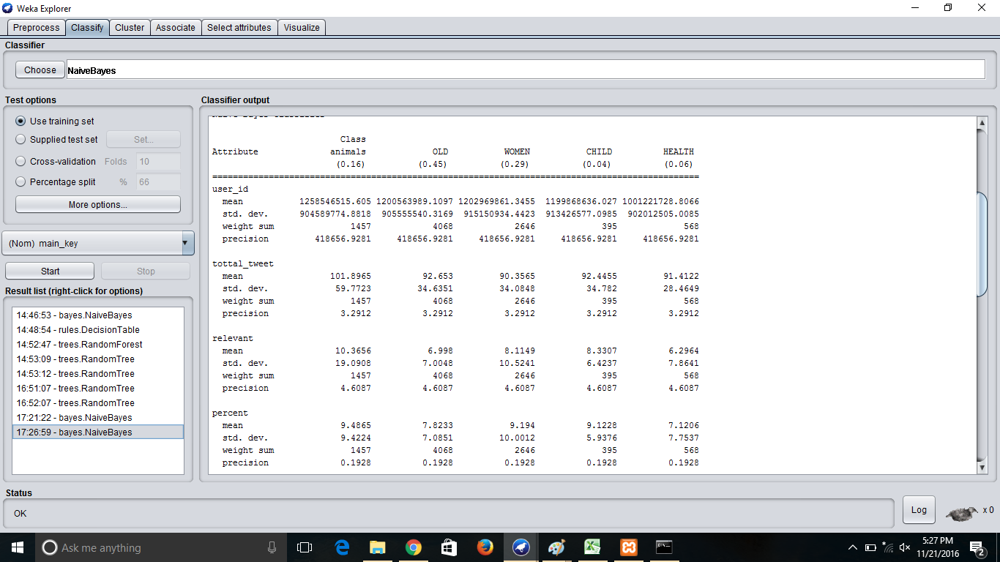 Weka Explorer
Preprocess Classify Cluster Associate Select attributes Visualize
Classifier
Choose NaiveBayes
Test options
Use training set
Supplied test set Set...
Cross-validation Folds 10
Percentage split % 66
More options...
(Nom) main_key
Start Stop
Result list (right-click for options)
14:46:53 - bayes.NaiveBayes
14:48:54 - rules.DecisionTable
14:52:47 - trees.RandomForest
14:53:09 - trees.RandomTree
14:53:12 - trees.RandomTree
16:51:07 - trees.RandomTree
16:52:07 - trees.RandomTree
17:21:22 - bayes.NaiveBayes
17:26:59 - bayes.NaiveBayes
Classifier output
Class
Attribute animals OLD WOMEN CHILD HEALTH
(0.16) (0.45) (0.29) (0.04) (0.06)
===============================================================================================
user_id
mean 1258546515.605 1200563989.1097 1202969861.3455 1199868636.027 1001221728.8066
std. dev. 904589774.8818 905555540.3169 915150934.4423 913426577.0985 902012505.0085
weight sum 1457 4068 2646 395 568
precision 418656.9281 418656.9281 418656.9281 418656.9281 418656.9281
tottal_tweet
mean 101.8965 92.653 90.3565 92.4455 91.4122
std. dev. 59.7723 34.6351 34.0848 34.782 28.4649
weight sum 1457 4068 2646 395 568
precision 3.2912 3.2912 3.2912 3.2912 3.2912
relevant
mean 10.3656 6.998 8.1149 8.3307 6.2964
std. dev. 19.0908 7.0048 10.5241 6.4237 7.8641
weight sum 1457 4068 2646 395 568
precision 4.6087 4.6087 4.6087 4.6087 4.6087
percent
mean 9.4865 7.8233 9.194 9.1228 7.1206
std. dev. 9.4224 7.0851 10.0012 5.9376 7.7537
weight sum 1457 4068 2646 395 568
precision 0.1928 0.1928 0.1928 0.1928 0.1928
Status
OK
Log x 0
Ask me anything
5:27 PM
11/21/2016
2